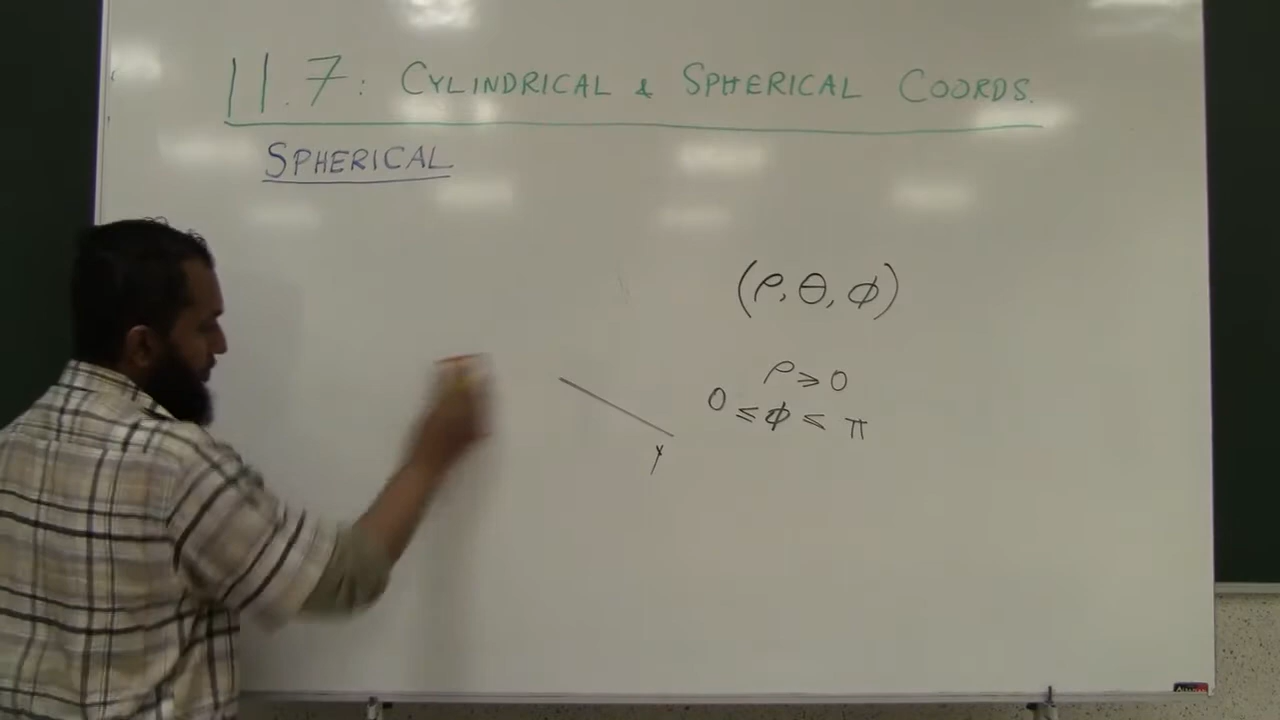 11.7: CYLINDRICAL & SPHERICAL COORDS.
SPHERICAL
(ρ, θ, ϕ)
ρ ⩾ 0
0 ≤ ϕ ≤ π
y